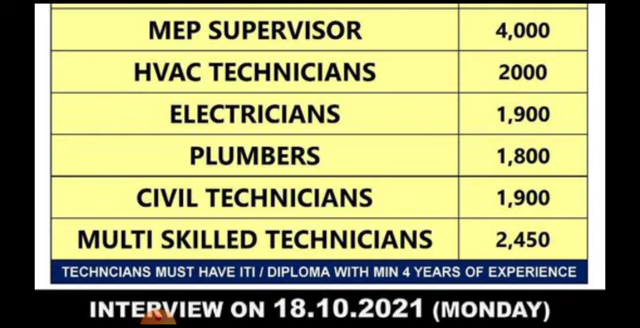 MEP SUPERVISOR 4,000
HVAC TECHNICIANS 2000
ELECTRICIANS 1,900
PLUMBERS 1,800
CIVIL TECHNICIANS 1,900
MULTI SKILLED TECHNICIANS 2,450
TECHNCIANS MUST HAVE ITI / DIPLOMA WITH MIN 4 YEARS OF EXPERIENCE
INTERVIEW ON 18.10.2021 (MONDAY)